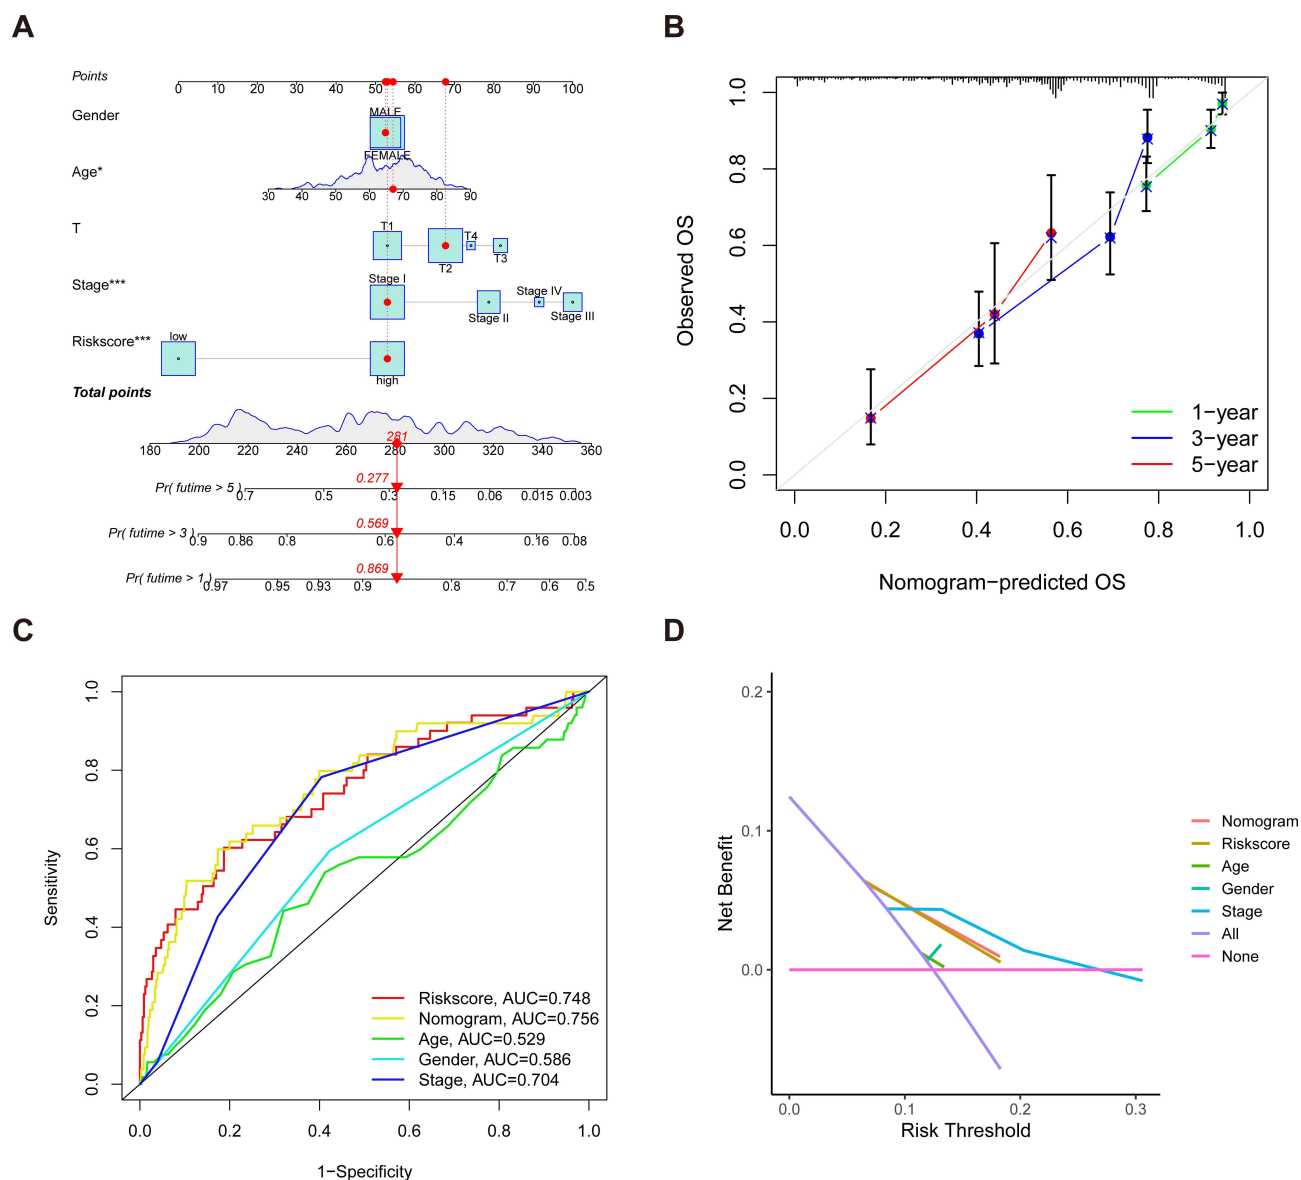 A
Points
0 10 20 30 40 50 60 70 80 90 100
Gender
MALE
FEMALE
Age*
30 40 50 60 70 80 90
T
T1
T4
T2
T3
Stage I
Stage***
Stage IV
Stage II
Stage III
Riskscore***
low
high
Total points
281
180 200 220 240 260 280 300 320 340 360
0.277
Pr( futime > 5 )
0.7 0.5 0.3 0.15 0.06 0.015 0.003
0.569
Pr( futime > 3 )
0.9 0.86 0.8 0.6 0.4 0.16 0.08
0.869
Pr( futime > 1 )
0.97 0.95 0.93 0.9 0.8 0.7 0.6 0.5
B
Observed OS
1.0
0.8
0.6
0.4
0.2
0.0
1−year
3−year
5−year
0.0 0.2 0.4 0.6 0.8 1.0
Nomogram−predicted OS
C
Sensitivity
1.0
0.8
0.6
0.4
0.2
0.0
Riskscore, AUC=0.748
Nomogram, AUC=0.756
Age, AUC=0.529
Gender, AUC=0.586
Stage, AUC=0.704
0.0 0.2 0.4 0.6 0.8 1.0
1−Specificity
D
Net Benefit
0.2
0.1
0.0
Nomogram
Riskscore
Age
Gender
Stage
All
None
0.0 0.1 0.2 0.3
Risk Threshold